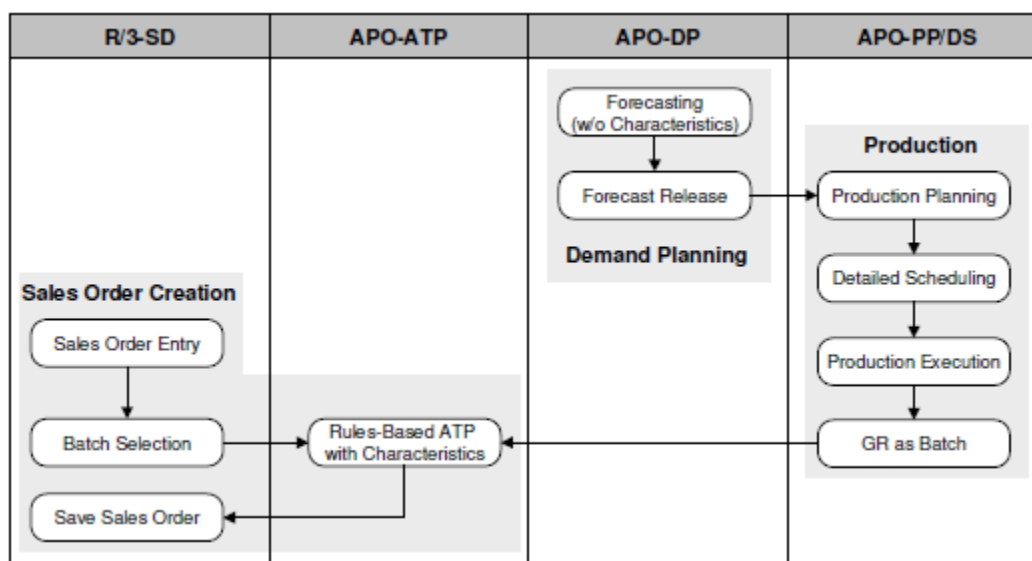 R/3-SD
APO-ATP
APO-DP
APO-PP/DS
Forecasting
(w/o Characteristics)
Forecast Release
Demand Planning
Production
Production Planning
Detailed Scheduling
Production Execution
GR as Batch
Sales Order Creation
Sales Order Entry
Batch Selection
Rules-Based ATP
with Characteristics
Save Sales Order